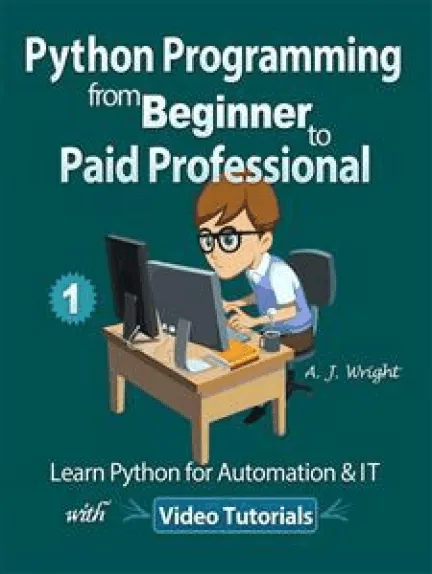 Python Programming
from Beginner to
Paid Professional
1
A. J. Wright
Learn Python for Automation & IT
with Video Tutorials